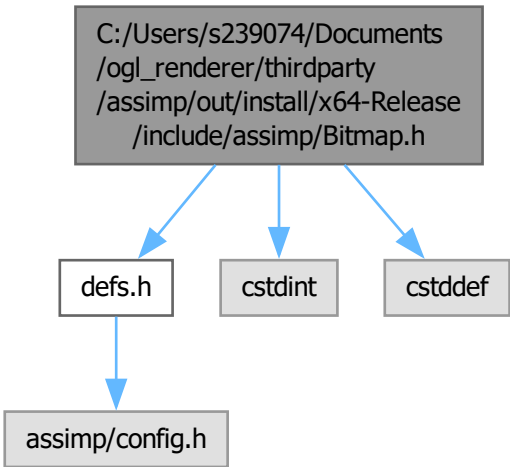 C:/Users/s239074/Documents
/ogl_renderer/thirdparty
/assimp/out/install/x64-Release
/include/assimp/Bitmap.h
defs.h
cstdint
cstddef
assimp/config.h